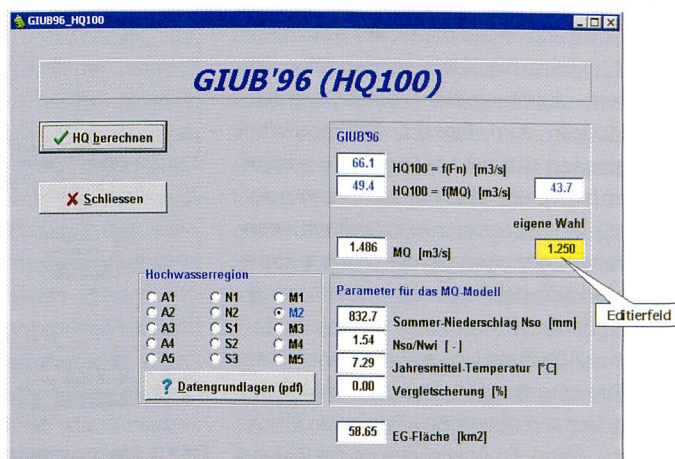 GIUB96_HQ100
GIUB'96 (HQ100)
HQ berechnen
Schliessen
GIUB'96
66.1 HQ100 = f(Fn) [m3/s]
49.4 HQ100 = f(MQ) [m3/s] 43.7
eigene Wahl
1.486 MQ [m3/s] 1.250
Editierfeld
Hochwasserregion
A1 N1 M1
A2 N2 M2
A3 S1 M3
A4 S2 M4
A5 S3 M5
? Datengrundlagen (pdf)
Parameter für das MQ-Modell
832.7 Sommer-Niederschlag Nso [mm]
1.54 Nso/Nwi [-]
7.29 Jahresmittel-Temperatur [°C]
0.00 Vergletscherung [%]
58.65 EG-Fläche [km2]